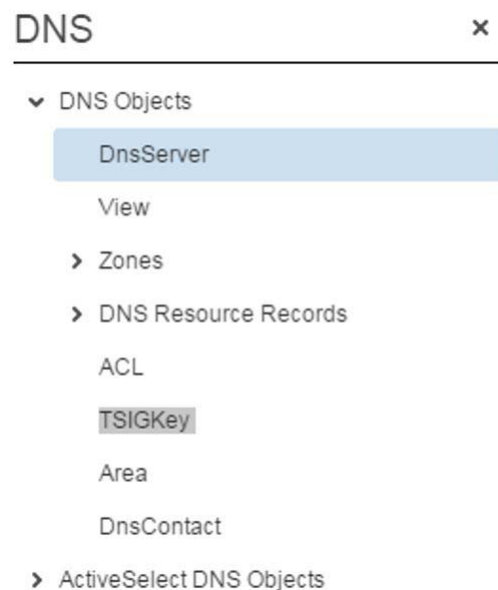 DNS
DNS Objects
DnsServer
View
Zones
DNS Resource Records
ACL
TSIGKey
Area
DnsContact
ActiveSelect DNS Objects